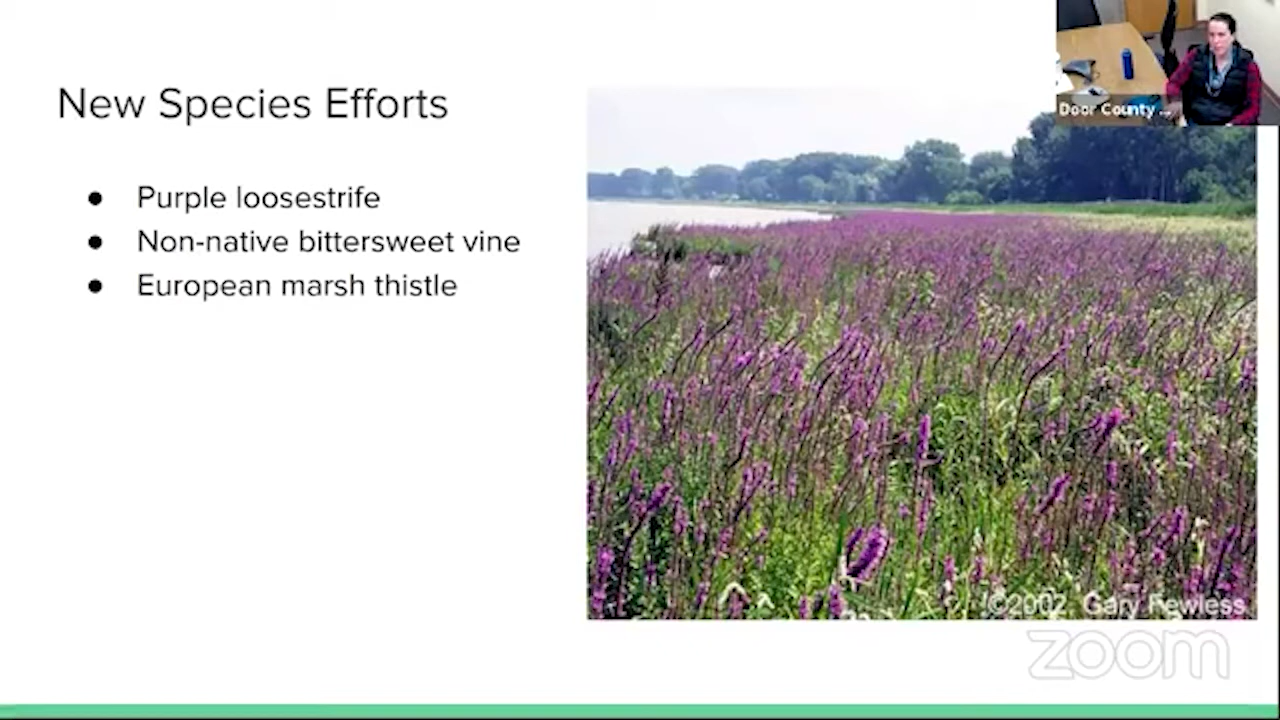 Door County ...
New Species Efforts
● Purple loosestrife
● Non-native bittersweet vine
● European marsh thistle
©2002 Gary Fewless
zoom